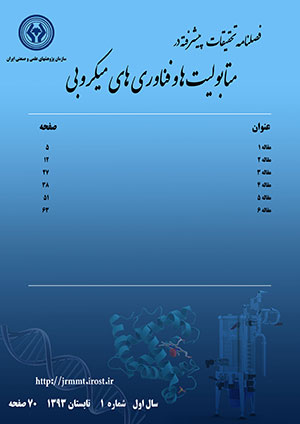 سازمان پژوهشهای علمی و صنعتی ایران
فصلنامه تحقیقات پیشرفته در
متابولیت ها و فناوری های میکروبی
عنوان صفحه
مقاله ۱ ۵
مقاله ۲ ۱۲
مقاله ۳ ۲۷
مقاله ۴ ۳۸
مقاله ۵ ۵۱
مقاله ۶ ۶۳
http://jrmmt.irost.ir
سال اول شماره ۱ تابستان ۱۳۹۳ ۷۰ صفحه